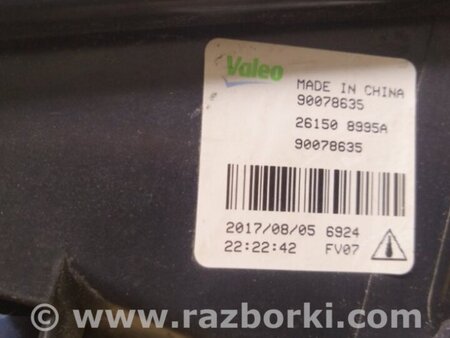 Valeo
MADE IN CHINA
90078635
26150 8995A
90078635
2017/08/05 6924
22:22:42 FV07
© www.razborki.com